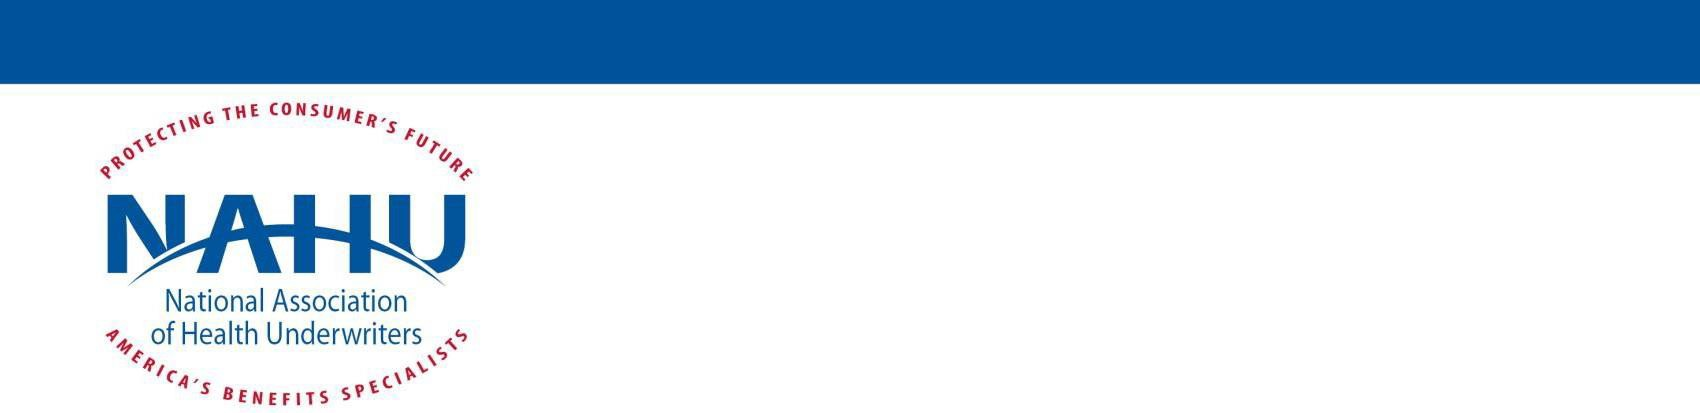 PROTECTING THE CONSUMER'S FUTURE
NAHU
National Association
of Health Underwriters
AMERICA'S BENEFITS SPECIALISTS